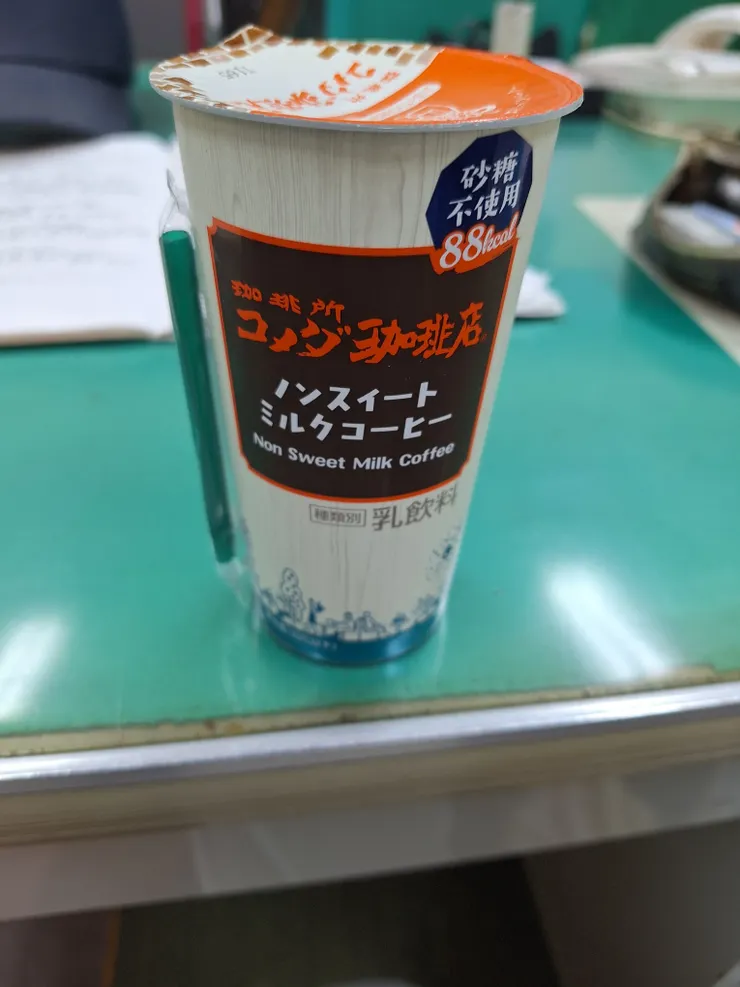 砂糖
不使用
88kcal
珈琲所
コメダ珈琲店
ノンスイート
ミルクコーヒー
Non Sweet Milk Coffee
種類別 乳飲料